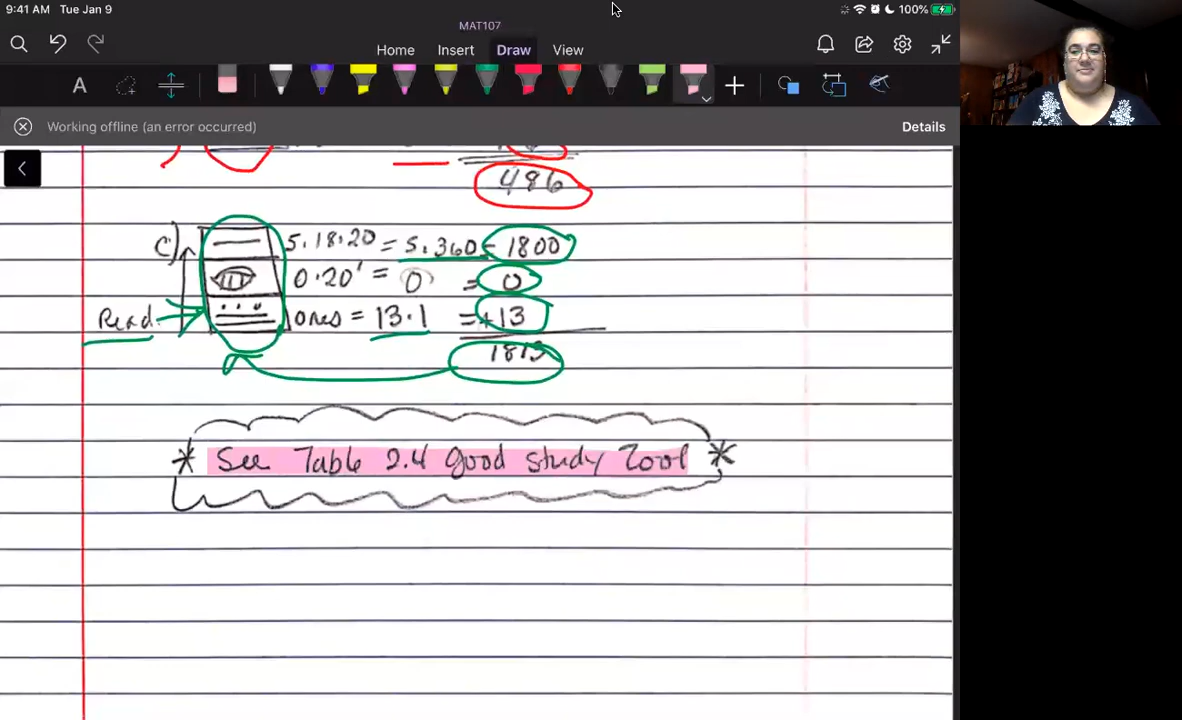 9:41 AM Tue Jan 9
100%
MAT107
Home Insert Draw View
A
Working offline (an error occurred) Details
486
C) 5.18.20 = 5.360 = 1800
0.20' = 0 = 0
Read ones = 13.1 = +13
1813
* See Table 2.4 good study Tool *